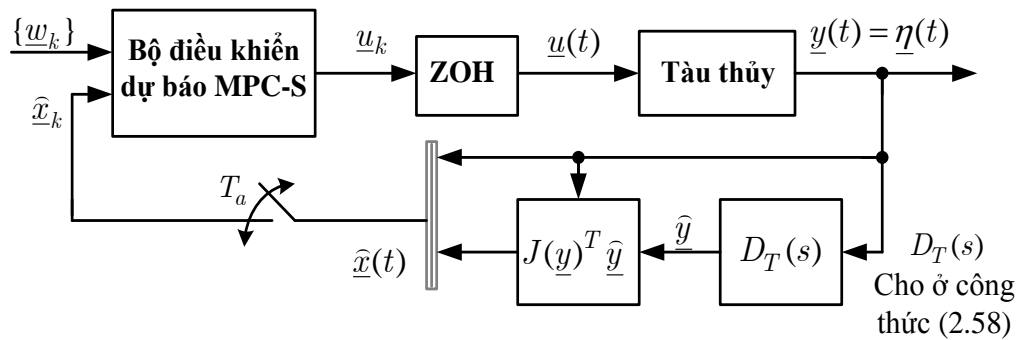 {w_k}
Bộ điều khiển
dự báo MPC-S
u_k
ZOH
u(t)
Tàu thủy
y(t) = η(t)
x̂_k
T_a
x̂(t)
J(y)^T ŷ
ŷ
D_T(s)
D_T(s)
Cho ở công
thức (2.58)